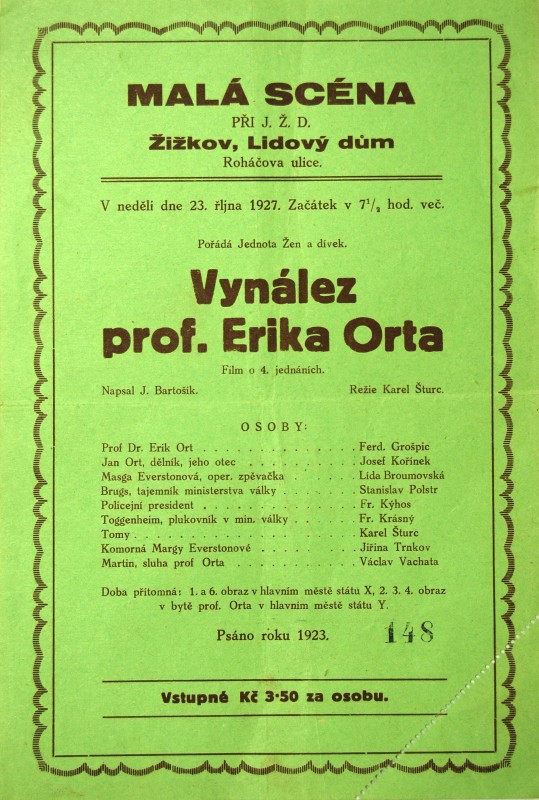 MALÁ SCÉNA
PŘI J. Ž. D.
Žižkov, Lidový dům
Roháčova ulice.
V neděli dne 23. řljna 1927. Začátek v 7 1/2 hod. več.
Pořádá Jednota Žen a dívek.
Vynález
prof. Erika Orta
Film o 4. jednáních.
Napsal J. Bartošík. Režie Karel Šturc.
OSOBY:
Prof Dr. Erik Ort . . . . . . . . . . . . . . Ferd. Grošpic
Jan Ort, dělník, jeho otec . . . . . . . . . . Josef Kořínek
Masga Everstonová, oper. zpěvačka . . . . . . Lída Broumovská
Brugs, tajemník ministerstva války . . . . . . Stanislav Polstr
Policejní president . . . . . . . . . . . . . Fr. Kýhos
Toggenheim, plukovník v min. války . . . . . . Fr. Krásný
Tomy . . . . . . . . . . . . . . . . . . . . Karel Šturc
Komorná Margy Everstonové . . . . . . . . . Jiřina Trnkov
Martin, sluha prof Orta . . . . . . . . . . . Václav Vachata
Doba přítomná: 1. a 6. obraz v hlavním městě státu X, 2. 3. 4. obraz
v bytě prof. Orta v hlavním městě státu Y.
Psáno roku 1923. 148
Vstupné Kč 3·50 za osobu.